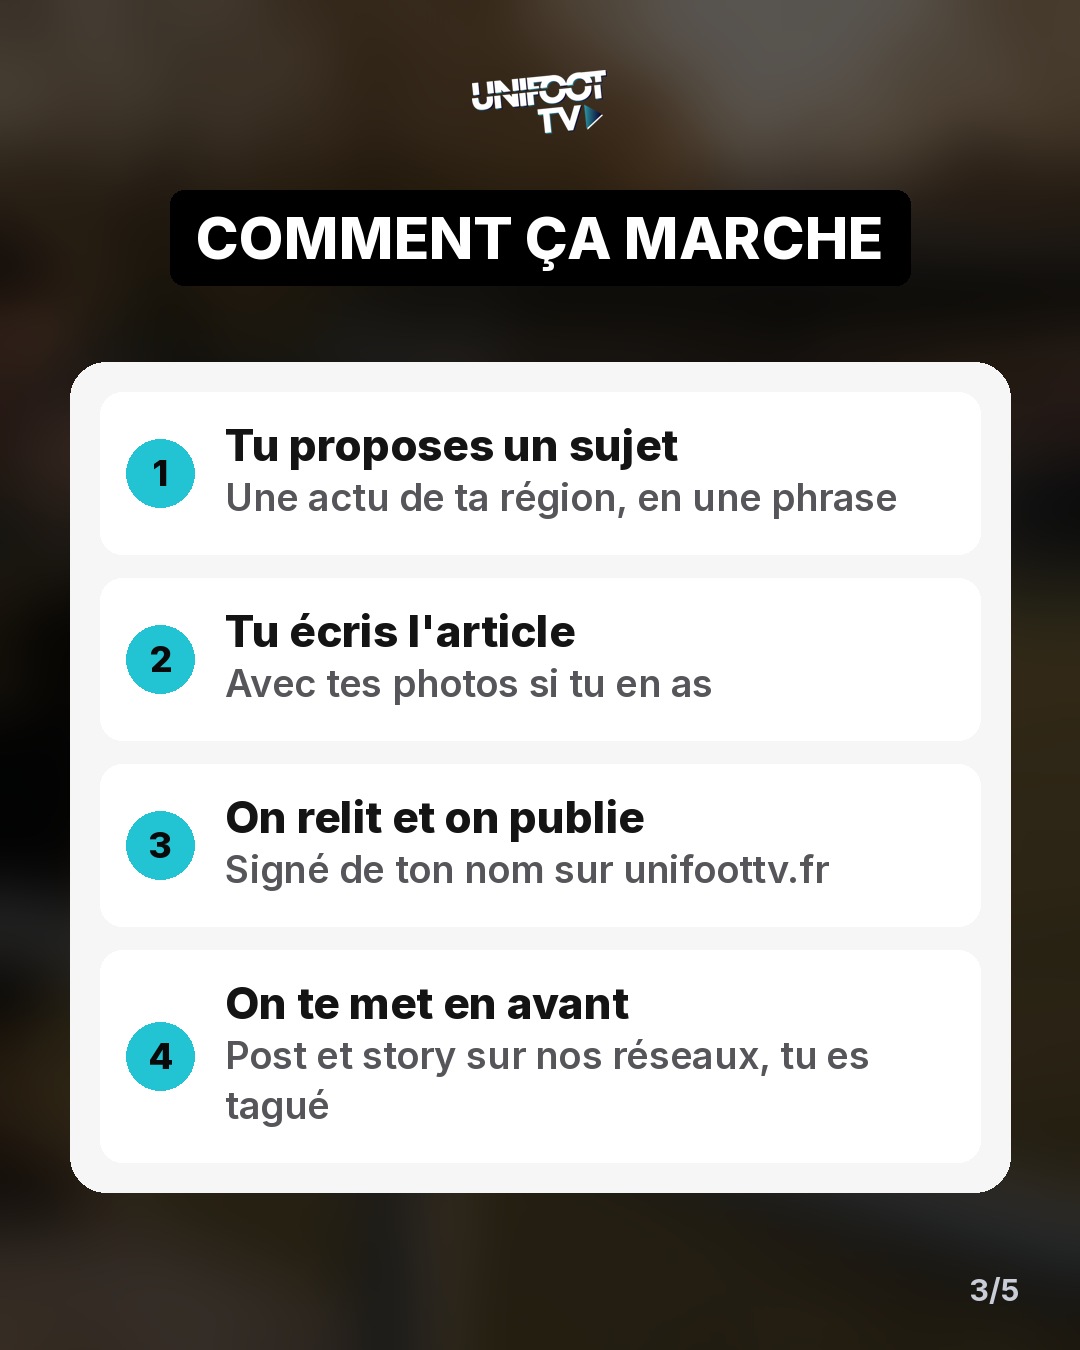 UNIFOOT
TV
COMMENT ÇA MARCHE
1
Tu proposes un sujet
Une actu de ta région, en une phrase
2
Tu écris l'article
Avec tes photos si tu en as
3
On relit et on publie
Signé de ton nom sur unifoottv.fr
4
On te met en avant
Post et story sur nos réseaux, tu es
tagué
3/5